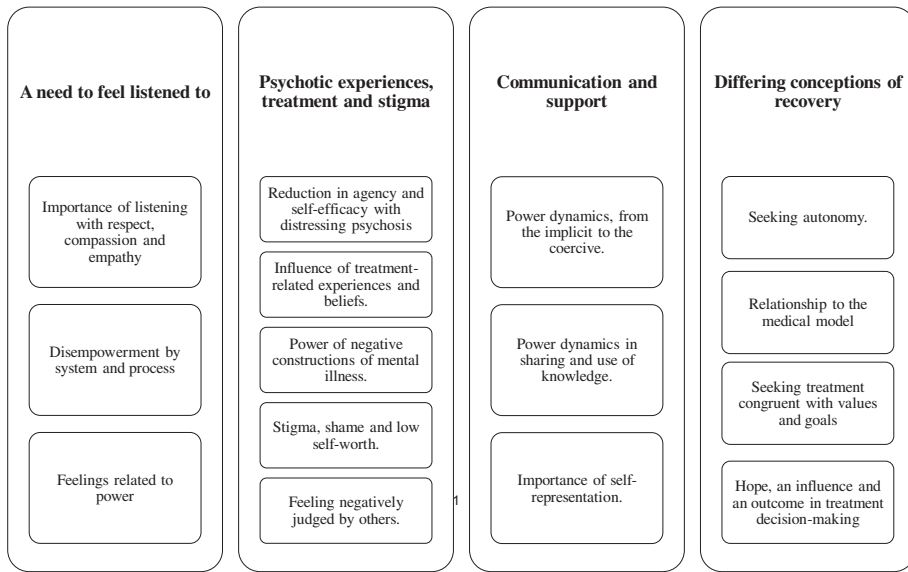 A need to feel listened to
Importance of listening
with respect,
compassion and
empathy
Disempowerment by
system and process
Feelings related to
power
Psychotic experiences,
treatment and stigma
Reduction in agency and
self-efficacy with
distressing psychosis
Influence of treatment-
related experiences and
beliefs.
Power of negative
constructions of mental
illness.
Stigma, shame and low
self-worth.
Feeling negatively
judged by others.
1
Communication and
support
Power dynamics, from
the implicit to the
coercive.
Power dynamics in
sharing and use of
knowledge.
Importance of self-
representation.
Differing conceptions of
recovery
Seeking autonomy.
Relationship to the
medical model
Seeking treatment
congruent with values
and goals
Hope, an influence and
an outcome in treatment
decision-making